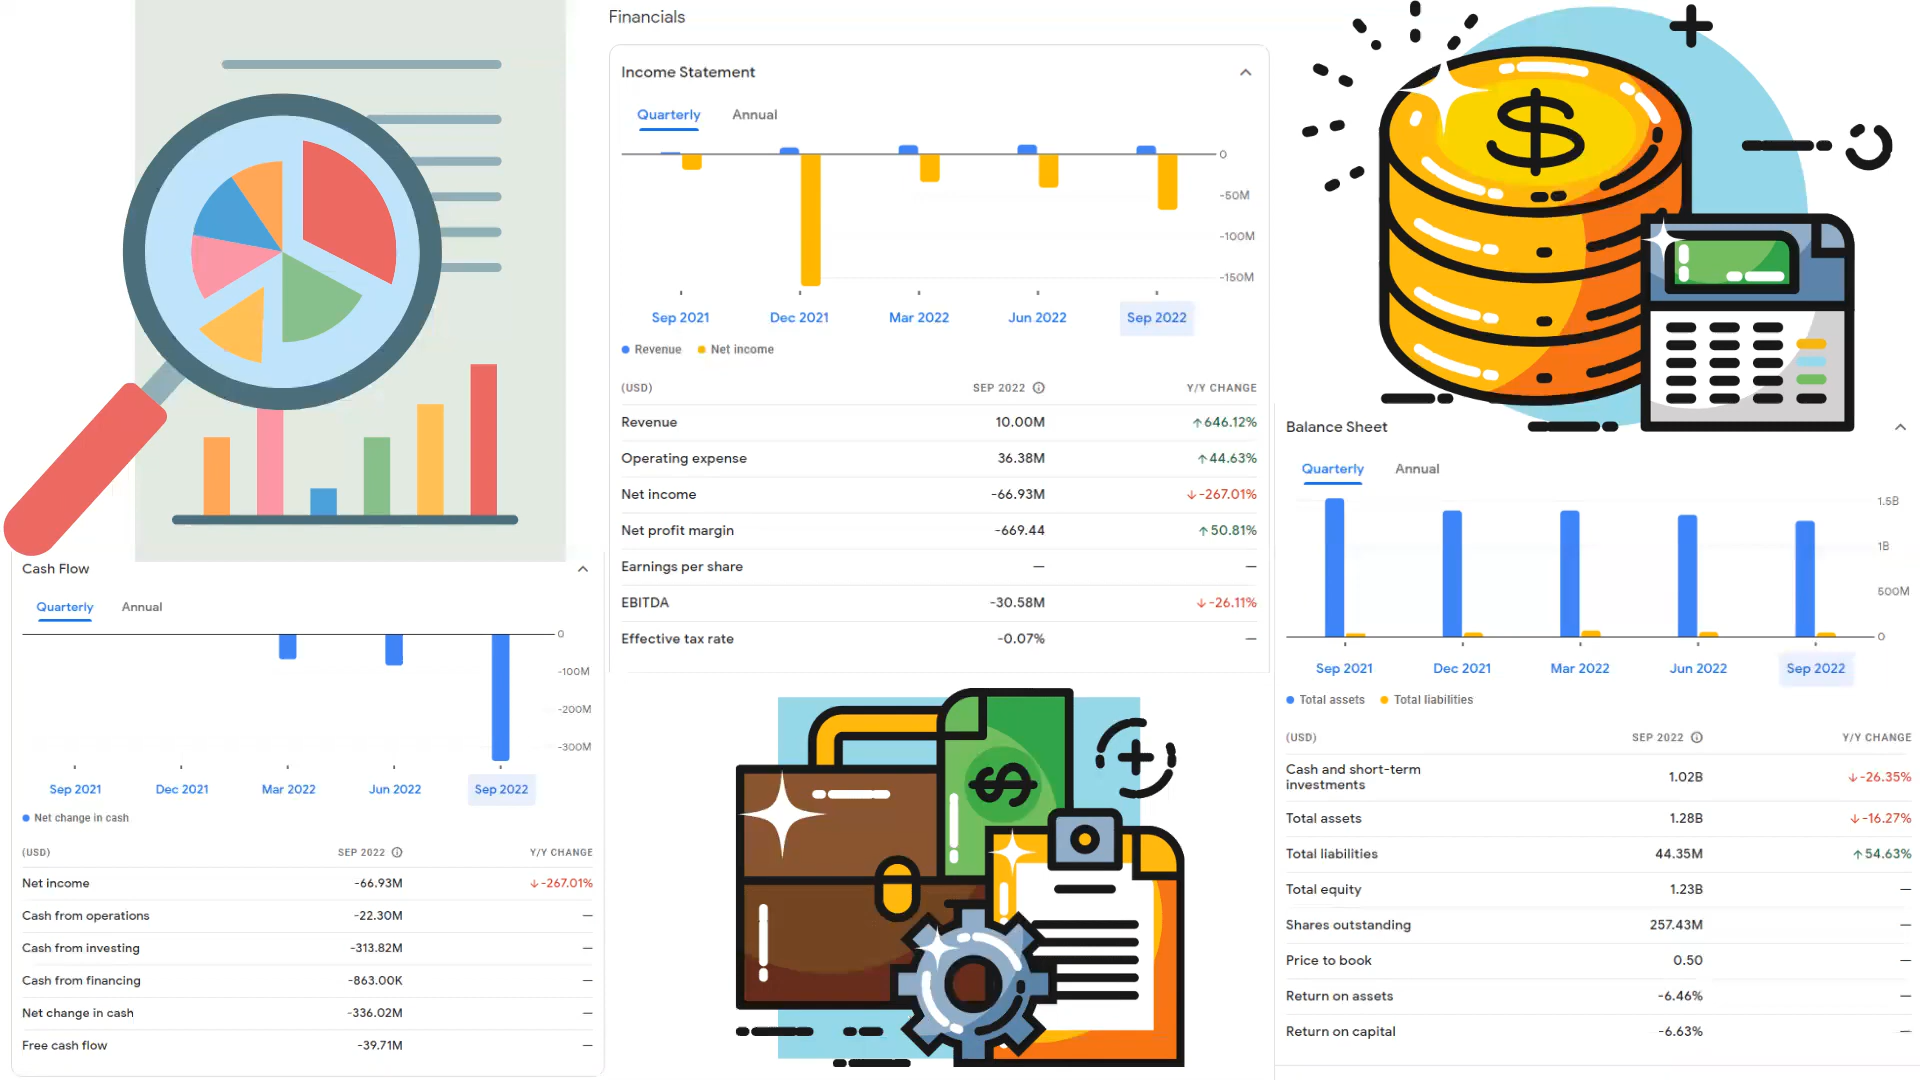 Financials
Income Statement
Quarterly Annual
0
-50M
-100M
-150M
Sep 2021 Dec 2021 Mar 2022 Jun 2022 Sep 2022
Revenue Net income
(USD) SEP 2022 Y/Y CHANGE
Revenue 10.00M ↑646.12%
Operating expense 36.38M ↑44.63%
Net income -66.93M ↓-267.01%
Net profit margin -669.44 ↑50.81%
Earnings per share — —
EBITDA -30.58M ↓-26.11%
Effective tax rate -0.07% —
Cash Flow
Quarterly Annual
0
-100M
-200M
-300M
Sep 2021 Dec 2021 Mar 2022 Jun 2022 Sep 2022
Net change in cash
(USD) SEP 2022 Y/Y CHANGE
Net income -66.93M ↓-267.01%
Cash from operations -22.30M —
Cash from investing -313.82M —
Cash from financing -863.00K —
Net change in cash -336.02M —
Free cash flow -39.71M —
$
$
Balance Sheet
Quarterly Annual
1.5B
1B
500M
0
Sep 2021 Dec 2021 Mar 2022 Jun 2022 Sep 2022
Total assets Total liabilities
(USD) SEP 2022 Y/Y CHANGE
Cash and short-term
investments 1.02B ↓-26.35%
Total assets 1.28B ↓-16.27%
Total liabilities 44.35M ↑54.63%
Total equity 1.23B —
Shares outstanding 257.43M —
Price to book 0.50 —
Return on assets -6.46% —
Return on capital -6.63% —